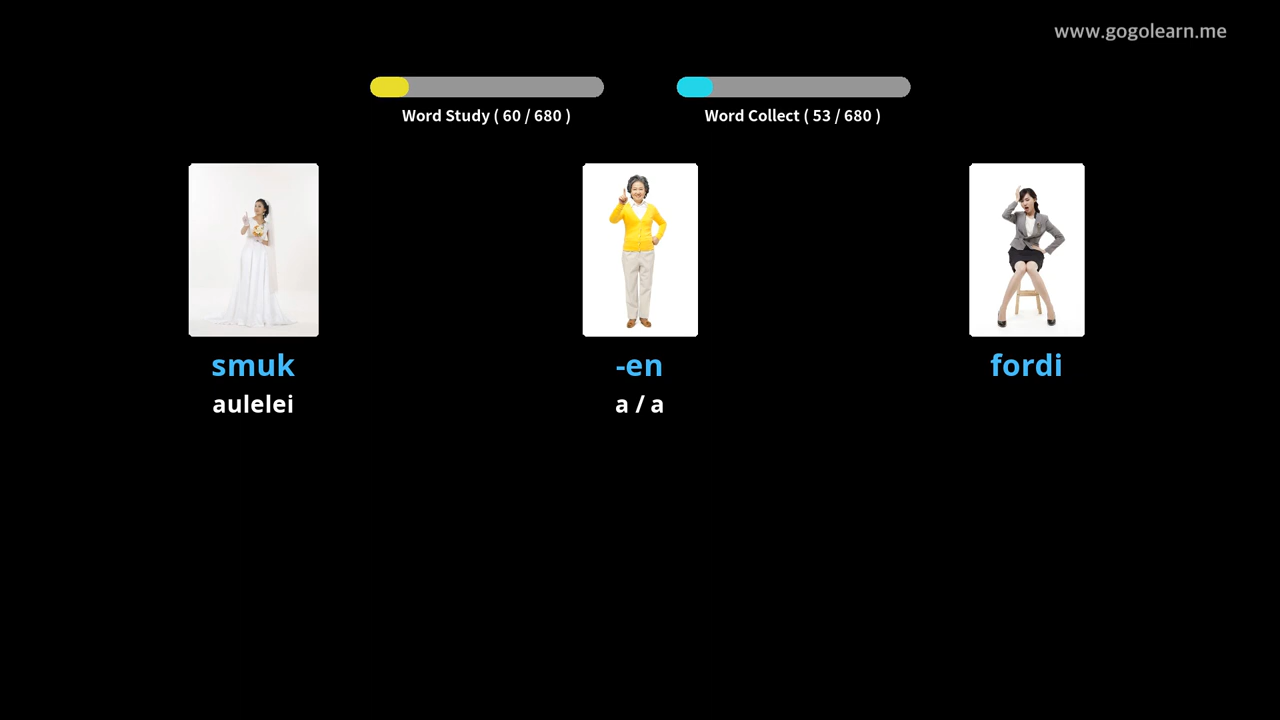 www.gogolearn.me
Word Study ( 60 / 680 )
Word Collect ( 53 / 680 )
smuk
-en
fordi
aulelei
a / a